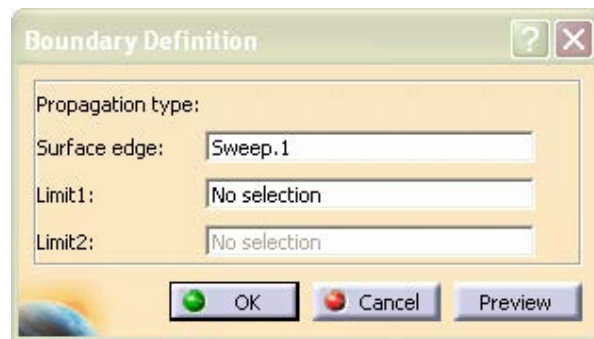 Boundary Definition
Propagation type:
Surface edge: Sweep.1
Limit1: No selection
Limit2: No selection
OK Cancel Preview